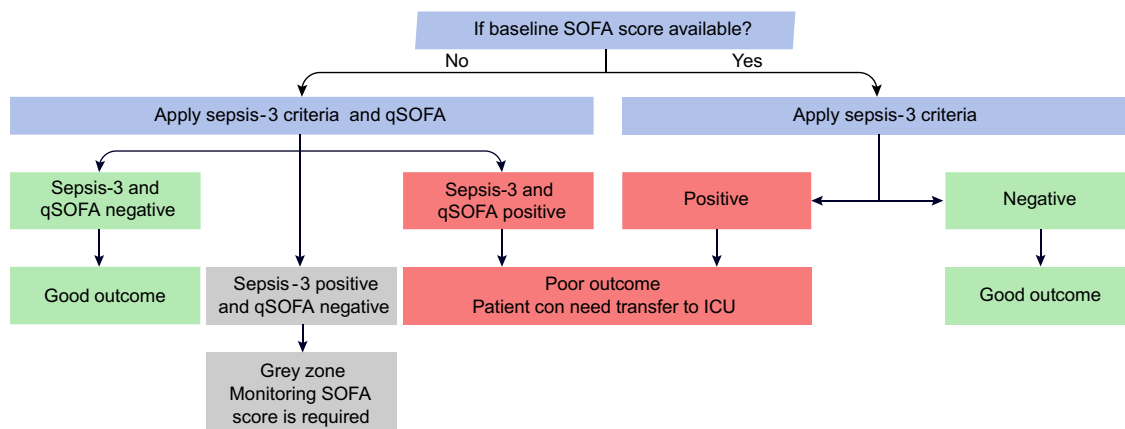 If baseline SOFA score available?
No
Yes
Apply sepsis-3 criteria and qSOFA
Apply sepsis-3 criteria
Sepsis-3 and
qSOFA negative
Sepsis-3 and
qSOFA positive
Positive
Negative
Good outcome
Sepsis-3 positive
and qSOFA negative
Poor outcome
Patient con need transfer to ICU
Good outcome
Grey zone
Monitoring SOFA
score is required